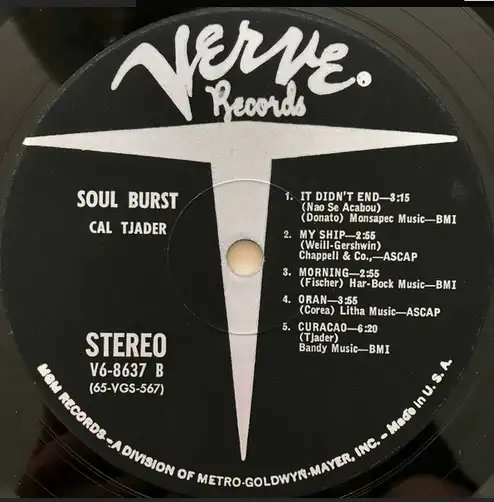 Verve
Records
SOUL BURST
CAL TJADER
1. IT DIDN'T END—3:15
(Nao Se Acabou)
(Donato) Monsapec Music—BMI
2. MY SHIP—2:55
(Weill-Gershwin)
Chappell & Co.,—ASCAP
3. MORNING—2:55
(Fischer) Har-Bock Music—BMI
4. ORAN—3:55
(Corea) Litha Music—ASCAP
5. CURACAO—6:20
(Tjader)
Bandy Music—BMI
STEREO
V6-8637 B
(65-VGS-567)
MGM RECORDS—A DIVISION OF METRO-GOLDWYN-MAYER, INC. — Made in U. S. A.